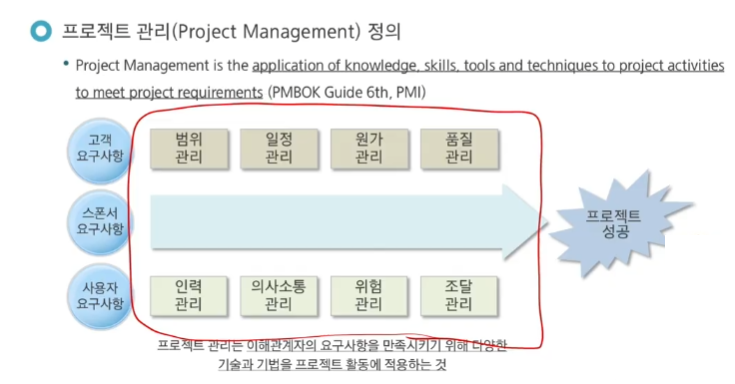 프로젝트 관리(Project Management) 정의
• Project Management is the application of knowledge, skills, tools and techniques to project activities
to meet project requirements (PMBOK Guide 6th, PMI)
고객
요구사항
범위
관리
일정
관리
원가
관리
품질
관리
스폰서
요구사항
프로젝트
성공
사용자
요구사항
인력
관리
의사소통
관리
위험
관리
조달
관리
프로젝트 관리는 이해관계자의 요구사항을 만족시키기 위해 다양한
기술과 기법을 프로젝트 활동에 적용하는 것